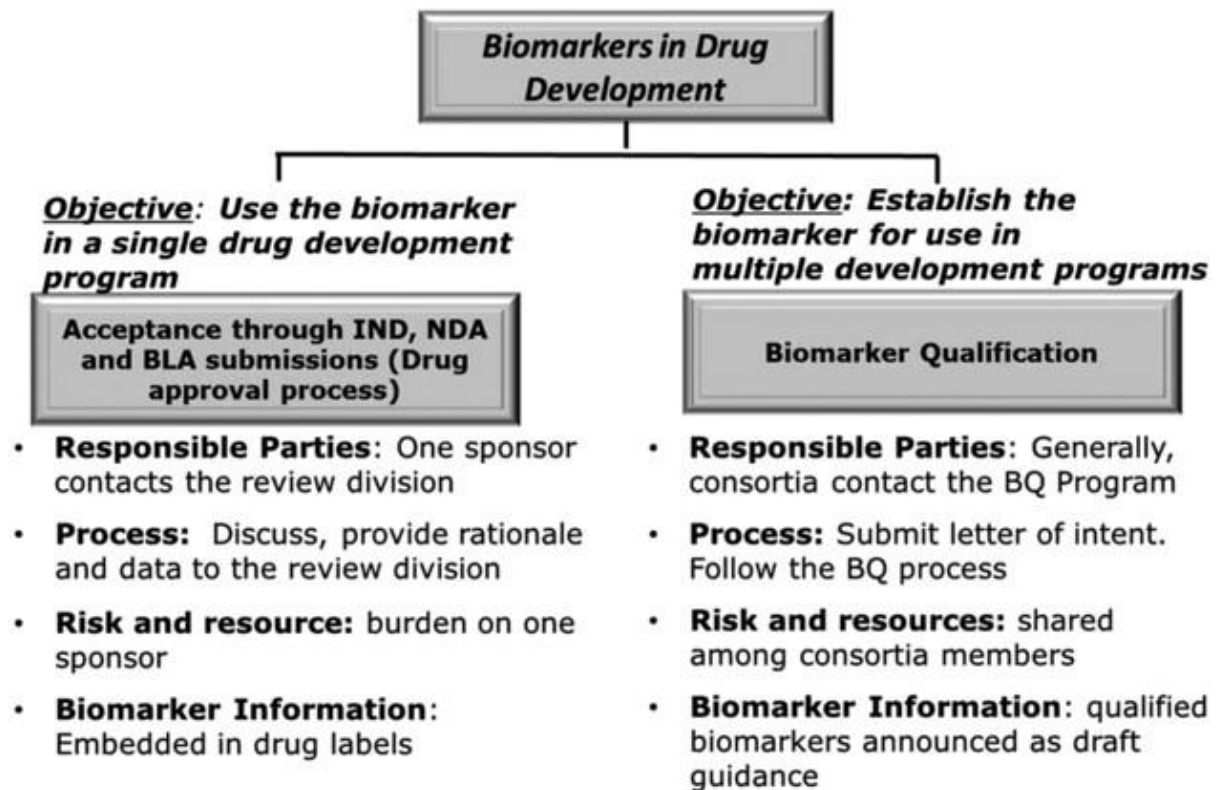 Biomarkers in Drug
Development
Objective: Use the biomarker
in a single drug development
program
Acceptance through IND, NDA
and BLA submissions (Drug
approval process)
• Responsible Parties: One sponsor
contacts the review division
• Process: Discuss, provide rationale
and data to the review division
• Risk and resource: burden on one
sponsor
• Biomarker Information:
Embedded in drug labels
Objective: Establish the
biomarker for use in
multiple development programs
Biomarker Qualification
• Responsible Parties: Generally,
consortia contact the BQ Program
• Process: Submit letter of intent.
Follow the BQ process
• Risk and resources: shared
among consortia members
• Biomarker Information: qualified
biomarkers announced as draft
guidance